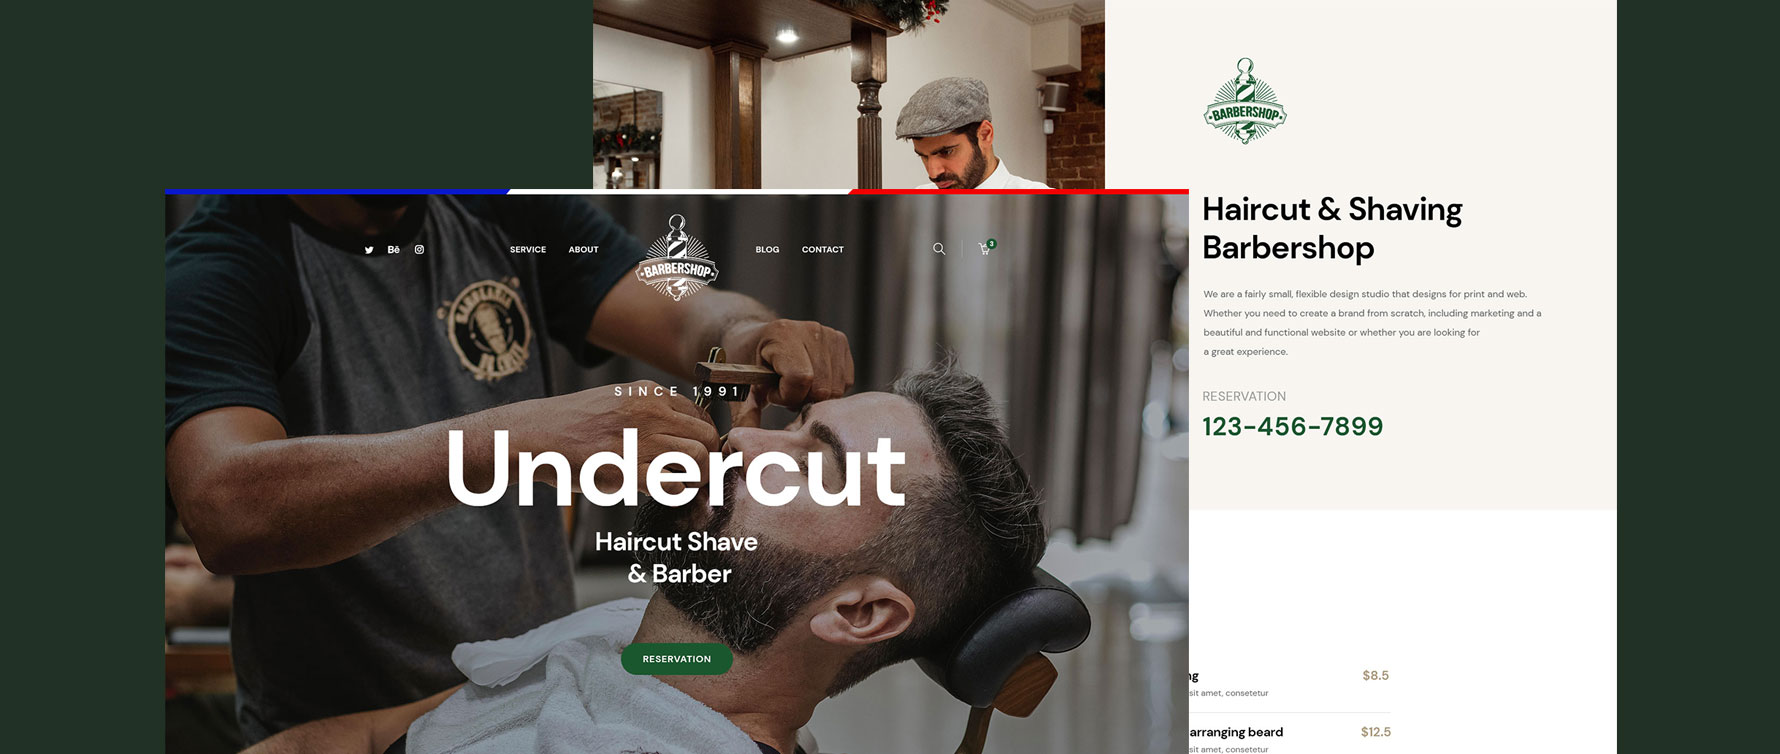 Bē
SERVICE
ABOUT
BARBERSHOP
BLOG
CONTACT
3
SINCE 1991
Undercut
Haircut Shave
& Barber
RESERVATION
BARBERSHOP
Haircut & Shaving
Barbershop
We are a fairly small, flexible design studio that designs for print and web.
Whether you need to create a brand from scratch, including marketing and a
beautiful and functional website or whether you are looking for
a great experience.
RESERVATION
123-456-7899
$8.5
sit amet, consetetur
arranging beard
$12.5
sit amet, consetetur